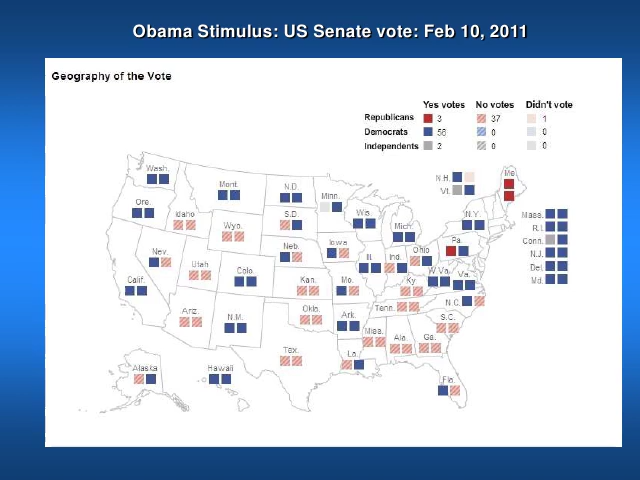 Obama Stimulus: US Senate vote: Feb 10, 2011
Geography of the Vote
Yes votes No votes Didn't vote
Republicans 3 37 1
Democrats 56 0 0
Independents 2 0 0
Wash.
Mont.
N.D.
Minn.
N.H.
Me.
Vt.
Ore.
Idaho
Wyo.
S.D.
Wis.
Mich.
N.Y.
Mass.
R.I.
Conn.
N.J.
Del.
Md.
Nev.
Utah
Colo.
Neb.
Iowa
Ill.
Ind.
Ohio
Pa.
W.Va.
Va.
Calif.
Kan.
Mo.
Ky.
N.C.
Tenn.
S.C.
Ariz.
N.M.
Okla.
Ark.
Miss.
Ala.
Ga.
Tex.
La.
Fla.
Alaska
Hawaii